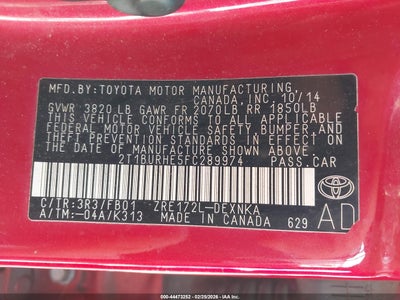 MFD.BY:TOYOTA MOTOR MANUFACTURING
CANADA,INC. 10/14
GVWR 3820 LB GAWR FR 2070LB RR 1850LB
THIS VEHICLE CONFORMS TO ALL APPLICABLE
FEDERAL MOTOR VEHICLE SAFETY, BUMPER, AND
THEFT PREVENTION STANDARDS IN EFFECT ON
THE DATE OF MANUFACTURE SHOWN ABOVE.
2T1BURHE5FC289974 PASS.CAR
C/TR:3R3/FB01 ZRE172L-DEXNKA
A/TM:-04A/K313 MADE IN CANADA 629
TOYOTA
AD
000-44473252 - 02/25/2026 - IAAI.COM